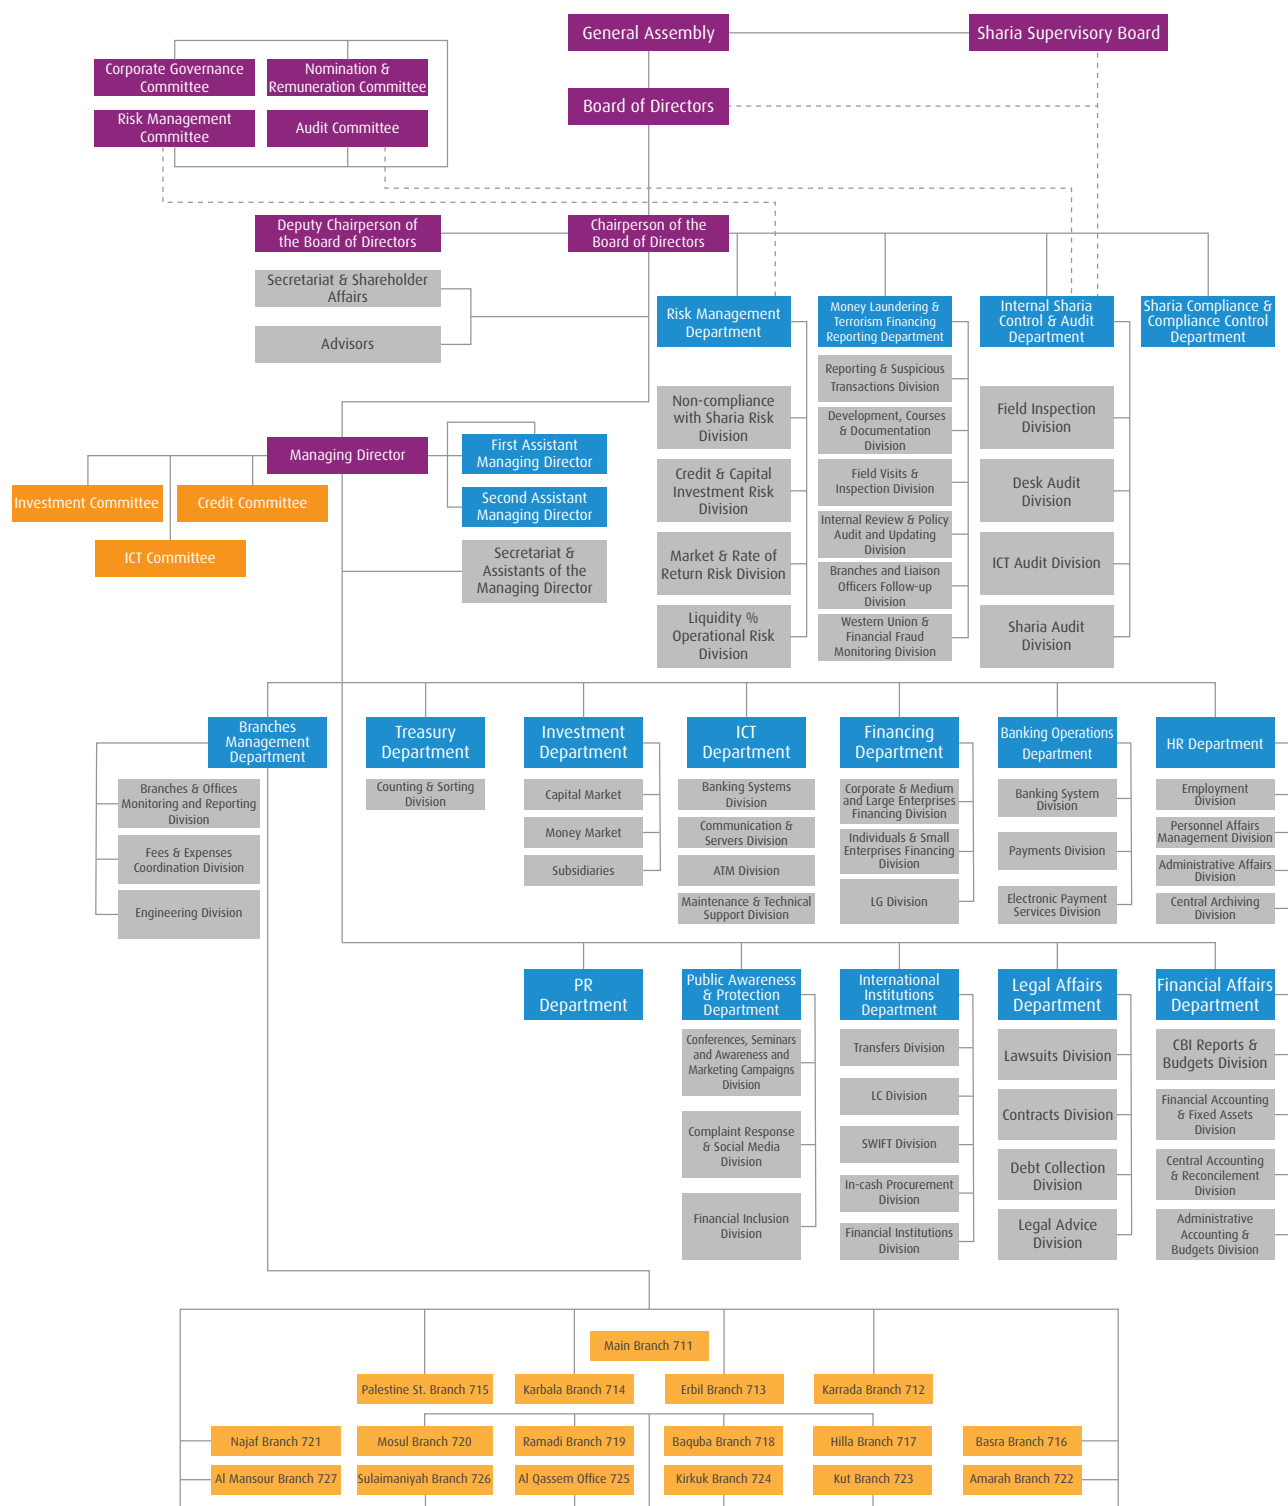 General Assembly
Sharia Supervisory Board
Corporate Governance
Committee
Nomination &
Remuneration Committee
Board of Directors
Risk Management
Committee
Audit Committee
Deputy Chairperson of
the Board of Directors
Chairperson of the
Board of Directors
Secretariat & Shareholder
Affairs
Advisors
Risk Management
Department
Money Laundering &
Terrorism Financing
Reporting Department
Internal Sharia
Control & Audit
Department
Sharia Compliance &
Compliance Control
Department
Non-compliance
with Sharia Risk
Division
Credit & Capital
Investment Risk
Division
Market & Rate of
Return Risk Division
Liquidity %
Operational Risk
Division
Reporting & Suspicious
Transactions Division
Development, Courses
& Documentation
Division
Field Visits &
Inspection Division
Internal Review & Policy
Audit and Updating
Division
Branches and Liaison
Officers Follow-up
Division
Western Union &
Financial Fraud
Monitoring Division
Field Inspection
Division
Desk Audit
Division
ICT Audit Division
Sharia Audit
Division
Managing Director
First Assistant
Managing Director
Second Assistant
Managing Director
Secretariat &
Assistants of the
Managing Director
Investment Committee
Credit Committee
ICT Committee
Branches
Management
Department
Treasury
Department
Investment
Department
ICT
Department
Financing
Department
Banking Operations
Department
HR Department
Branches & Offices
Monitoring and Reporting
Division
Fees & Expenses
Coordination Division
Engineering Division
Counting & Sorting
Division
Capital Market
Money Market
Subsidiaries
Banking Systems
Division
Communication &
Servers Division
ATM Division
Maintenance & Technical
Support Division
Corporate & Medium
and Large Enterprises
Financing Division
Individuals & Small
Enterprises Financing
Division
LG Division
Banking System
Division
Payments Division
Electronic Payment
Services Division
Employment
Division
Personnel Affairs
Management Division
Administrative Affairs
Division
Central Archiving
Division
PR
Department
Public Awareness
& Protection
Department
International
Institutions
Department
Legal Affairs
Department
Financial Affairs
Department
Conferences, Seminars
and Awareness and
Marketing Campaigns
Division
Complaint Response
& Social Media
Division
Financial Inclusion
Division
Transfers Division
LC Division
SWIFT Division
In-cash Procurement
Division
Financial Institutions
Division
Lawsuits Division
Contracts Division
Debt Collection
Division
Legal Advice
Division
CBI Reports &
Budgets Division
Financial Accounting
& Fixed Assets
Division
Central Accounting
& Reconcilement
Division
Administrative
Accounting &
Budgets Division
Main Branch 711
Palestine St. Branch 715
Karbala Branch 714
Erbil Branch 713
Karrada Branch 712
Najaf Branch 721
Mosul Branch 720
Ramadi Branch 719
Baquba Branch 718
Hilla Branch 717
Basra Branch 716
Al Mansour Branch 727
Sulaimaniyah Branch 726
Al Qassem Office 725
Kirkuk Branch 724
Kut Branch 723
Amarah Branch 722